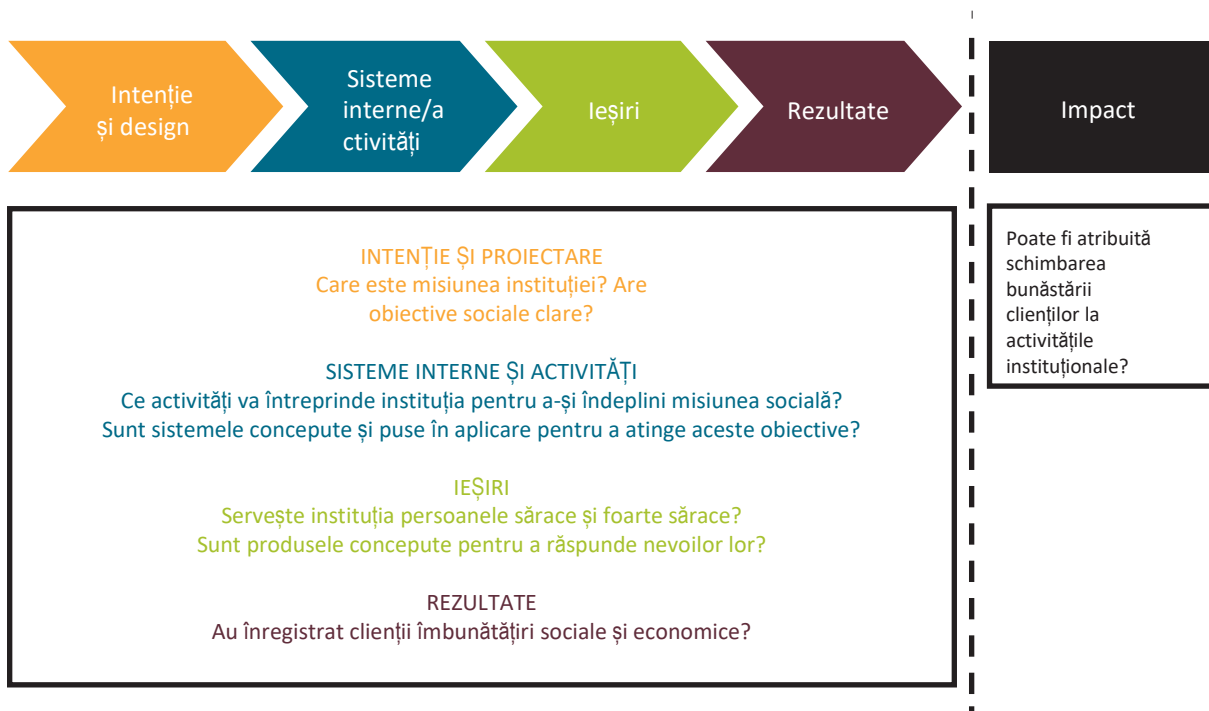 Intenție
și design
Sisteme
interne/a
ctivități
Ieșiri
Rezultate
Impact
INTENȚIE ȘI PROIECTARE
Care este misiunea instituției? Are
obiective sociale clare?
SISTEME INTERNE ȘI ACTIVITĂȚI
Ce activități va întreprinde instituția pentru a-și îndeplini misiunea socială?
Sunt sistemele concepute și puse în aplicare pentru a atinge aceste obiective?
IEȘIRI
Servește instituția persoanele sărace și foarte sărace?
Sunt produsele concepute pentru a răspunde nevoilor lor?
REZULTATE
Au înregistrat clienții îmbunătățiri sociale și economice?
Poate fi atribuită
schimbarea
bunăstării
clienților la
activitățile
instituționale?